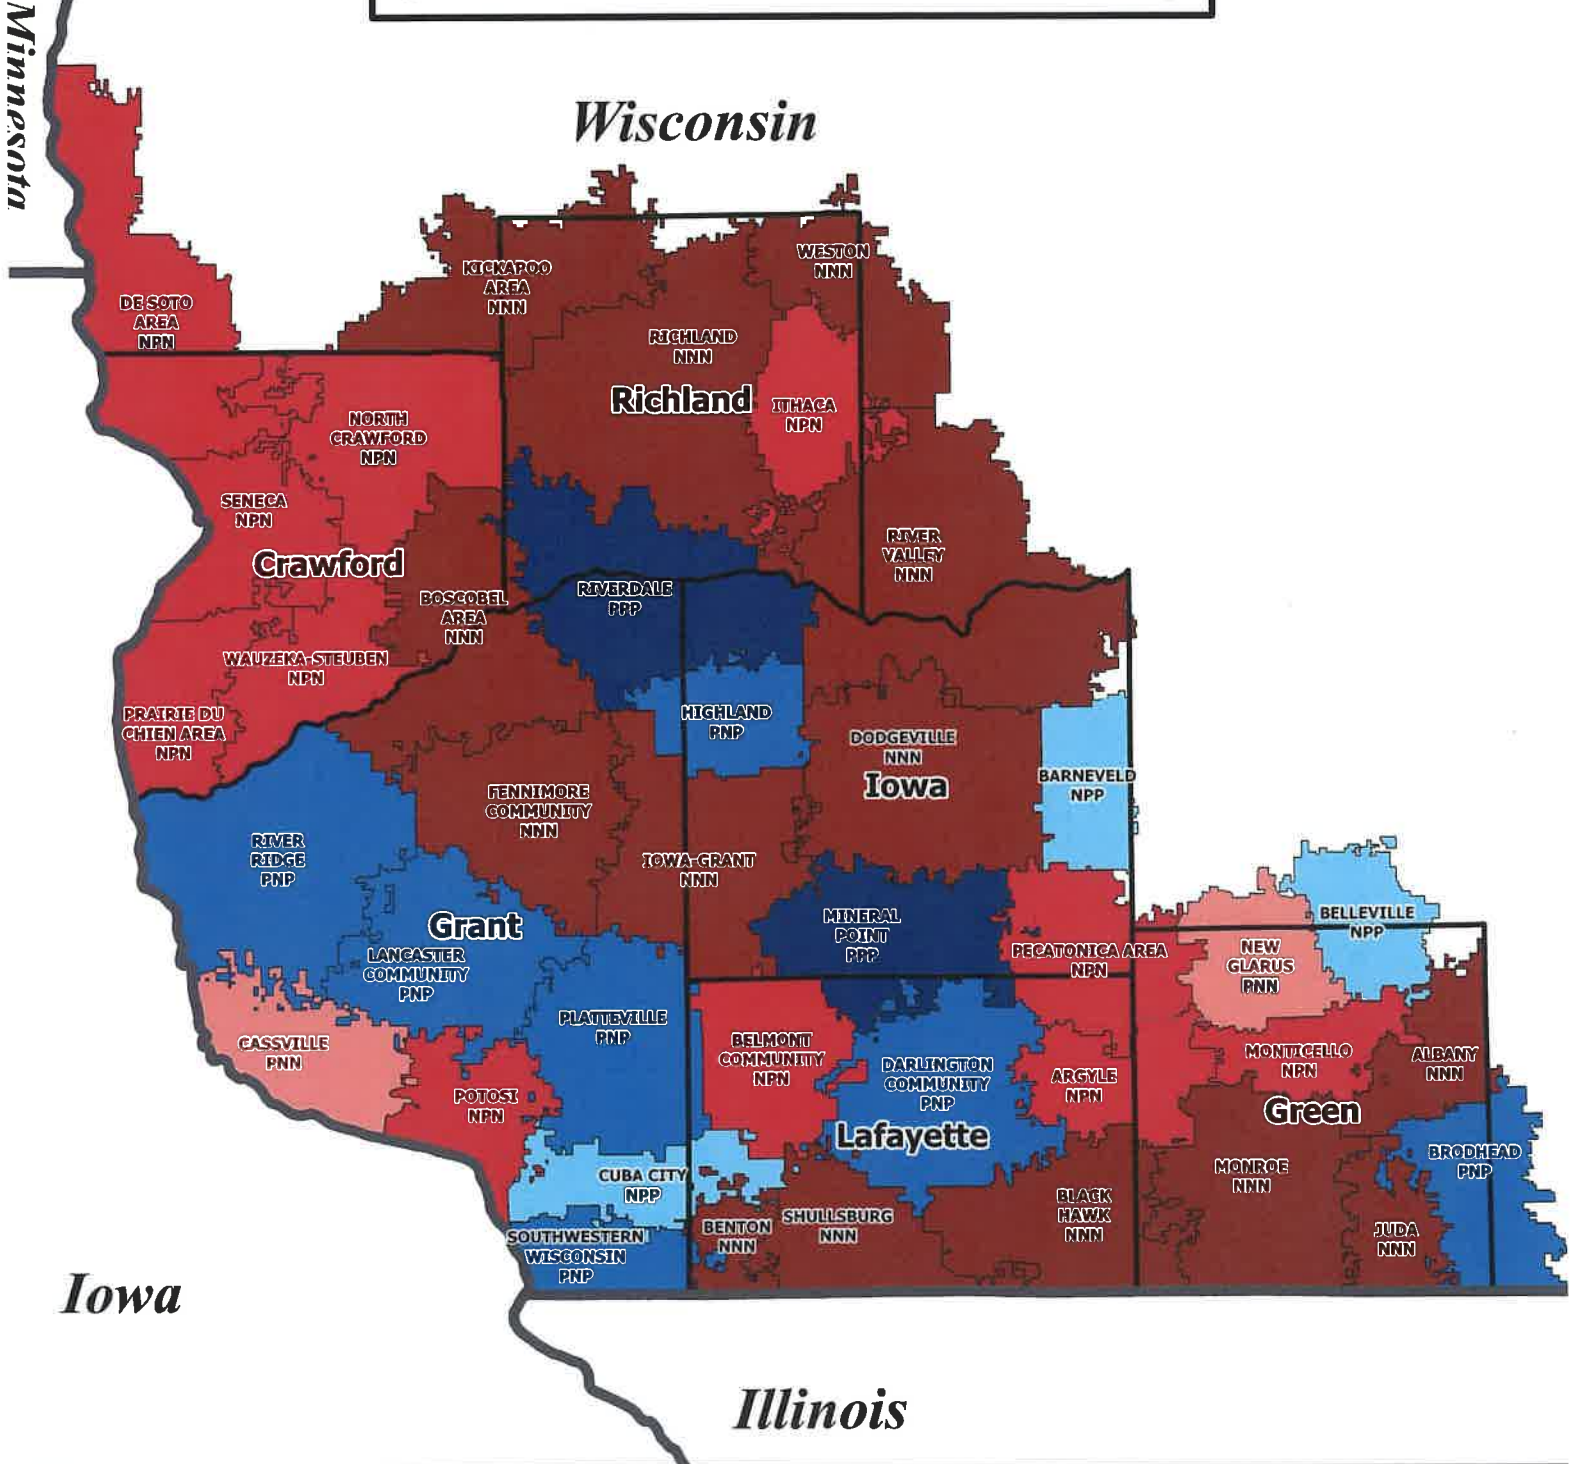 Minnesota
Wisconsin
DE SOTO
AREA
NPN
KICKAPOO
AREA
NNN
WESTON
NNN
RICHLAND
NNN
Richland
ITHACA
NPN
NORTH
CRAWFORD
NPN
SENECA
NPN
Crawford
RIVER
VALLEY
NNN
BOSCOBEL
AREA
NNN
RIVERDALE
PPP
WAUZEKA-STEUBEN
NPN
PRAIRIE DU
CHIEN AREA
NPN
HIGHLAND
PNP
DODGEVILLE
NNN
Iowa
BARNEVELD
NPP
FENNIMORE
COMMUNITY
NNN
RIVER
RIDGE
PNP
IOWA-GRANT
NNN
Grant
LANCASTER
COMMUNITY
PNP
MINERAL
POINT
PPP
PECATONICA AREA
NPN
BELLEVILLE
NPP
NEW
GLARUS
PNN
CASSVILLE
PNN
PLATTEVILLE
PNP
BELMONT
COMMUNITY
NPN
DARLINGTON
COMMUNITY
PNP
Lafayette
ARGYLE
NPN
MONTICELLO
NPN
ALBANY
NNN
Green
POTOSI
NPN
CUBA CITY
NPP
SOUTHWESTERN
WISCONSIN
PNP
BENTON
NNN
SHULLSBURG
NNN
BLACK
HAWK
NNN
MONROE
NNN
BRODHEAD
PNP
JUDA
NNN
Iowa
Illinois